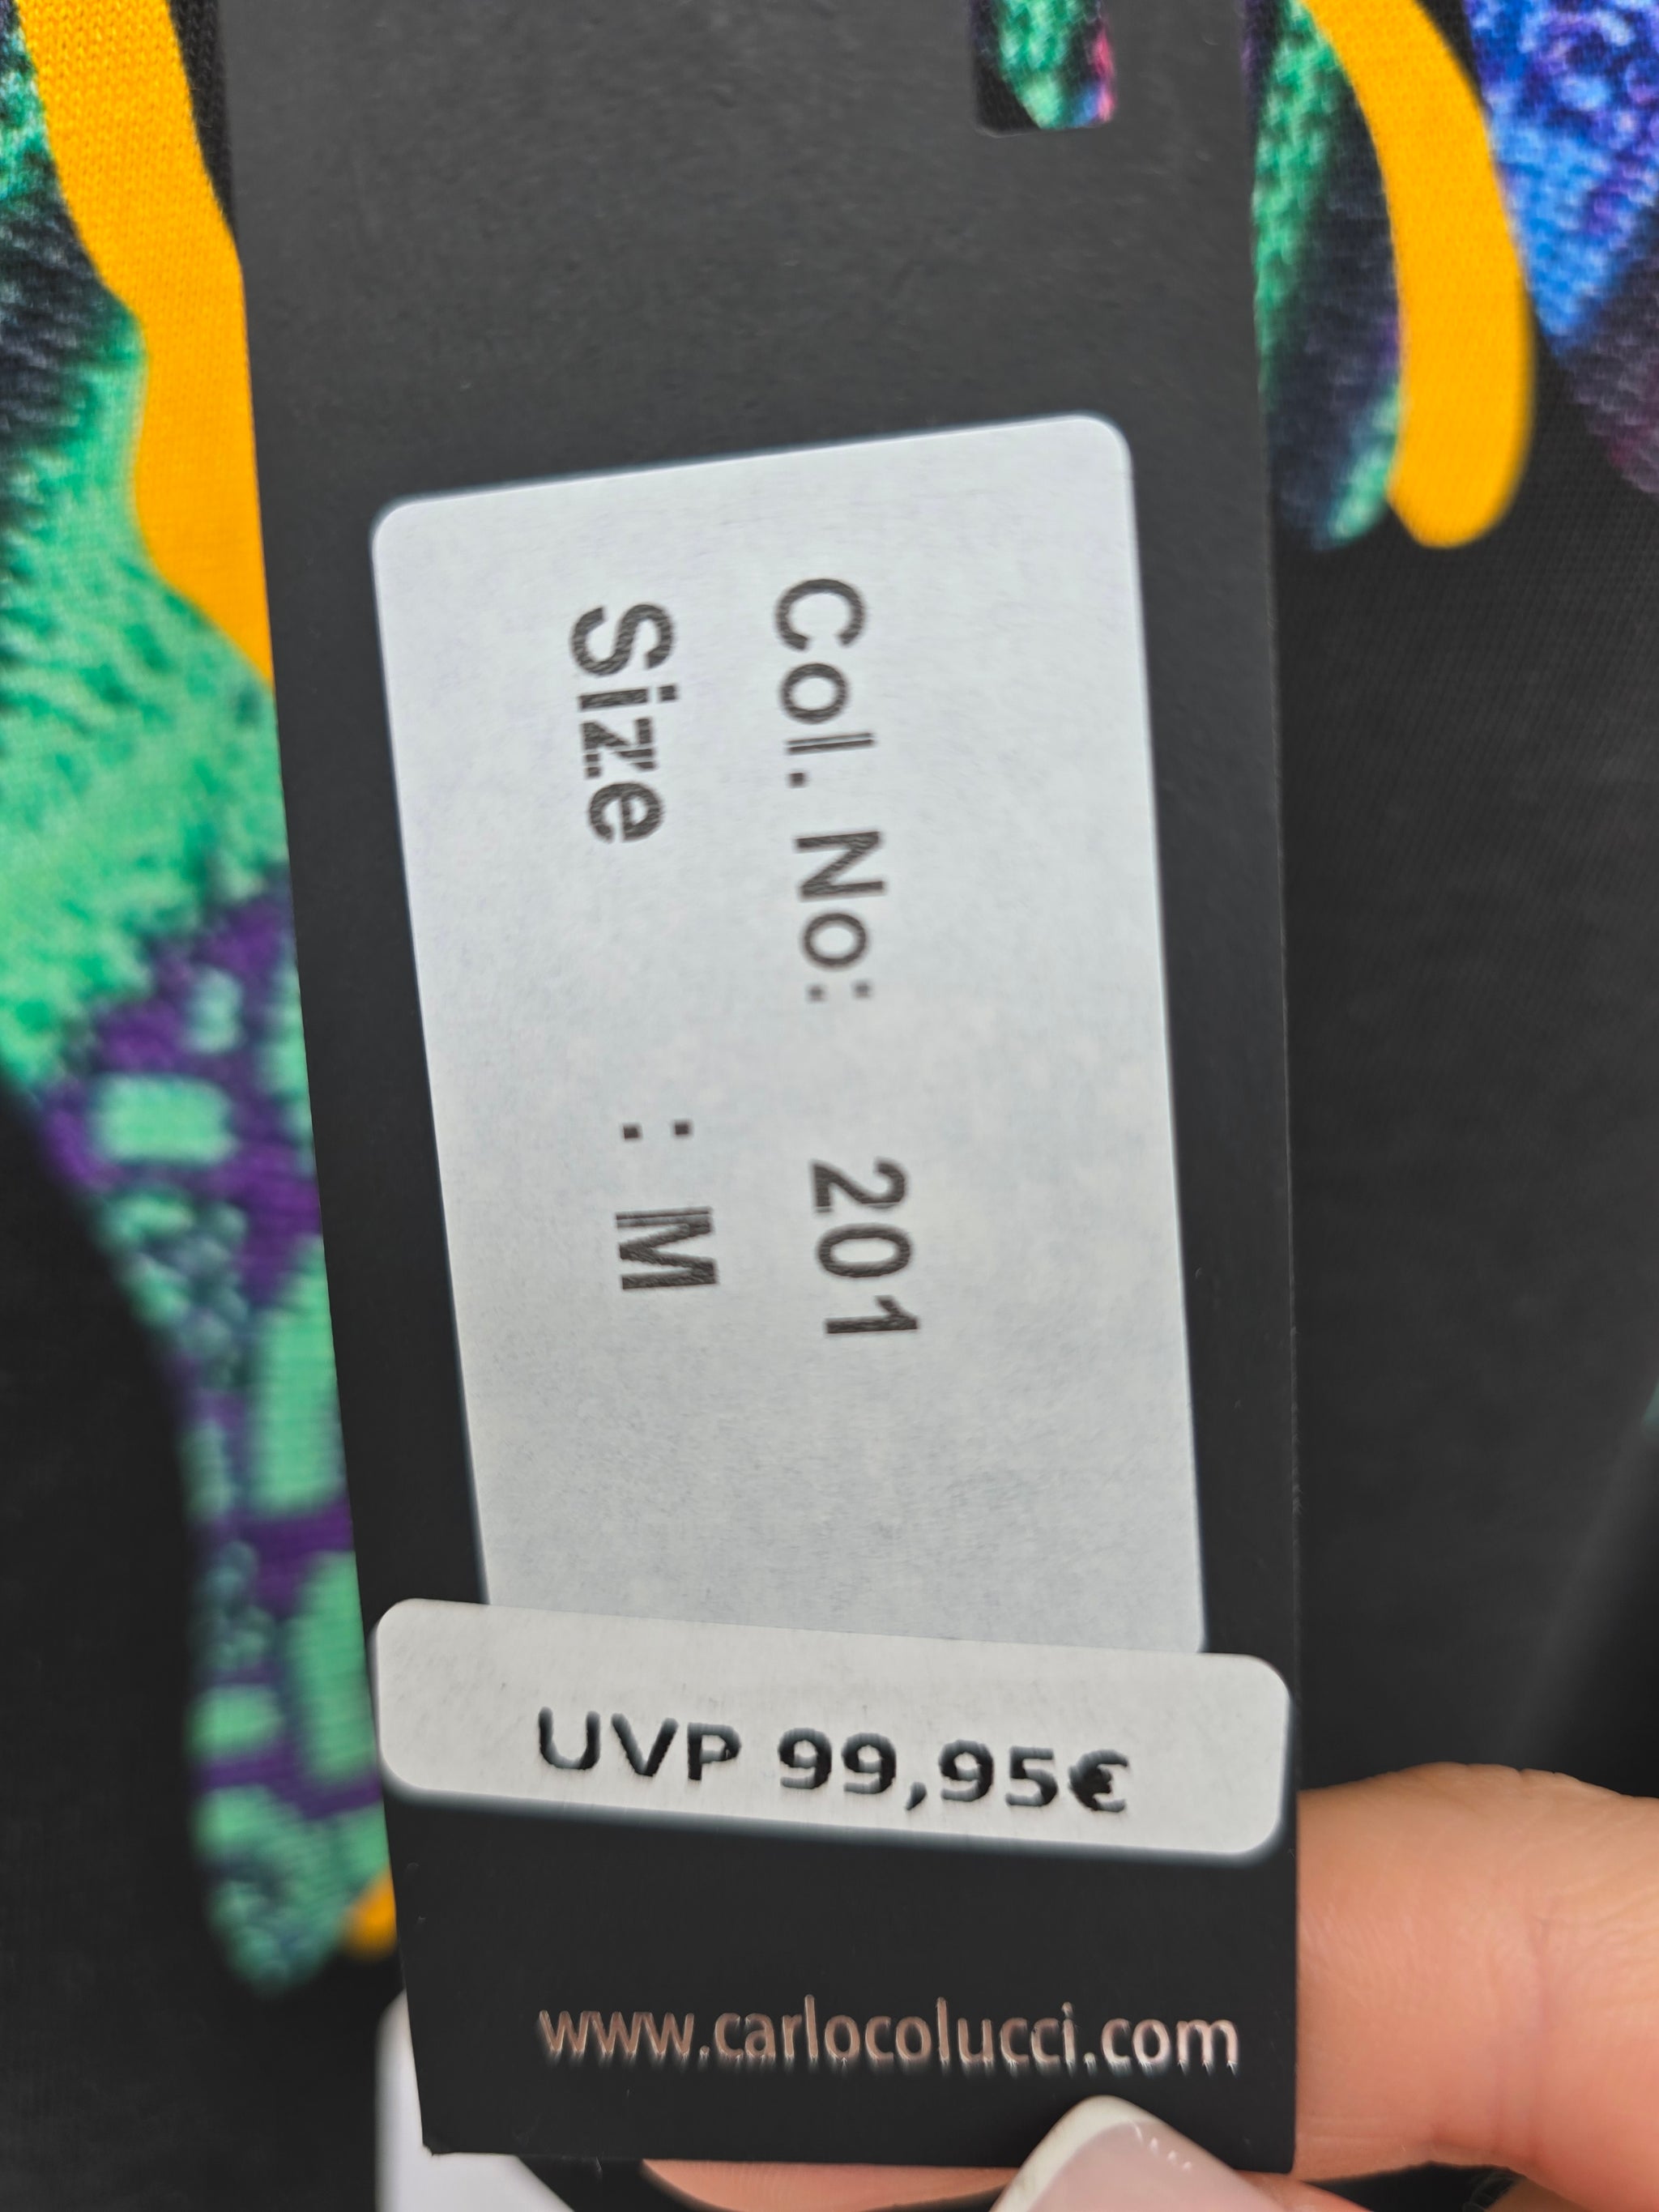 Col. No: 201
Size : M
UVP 99,95€
www.carlocolucci.com